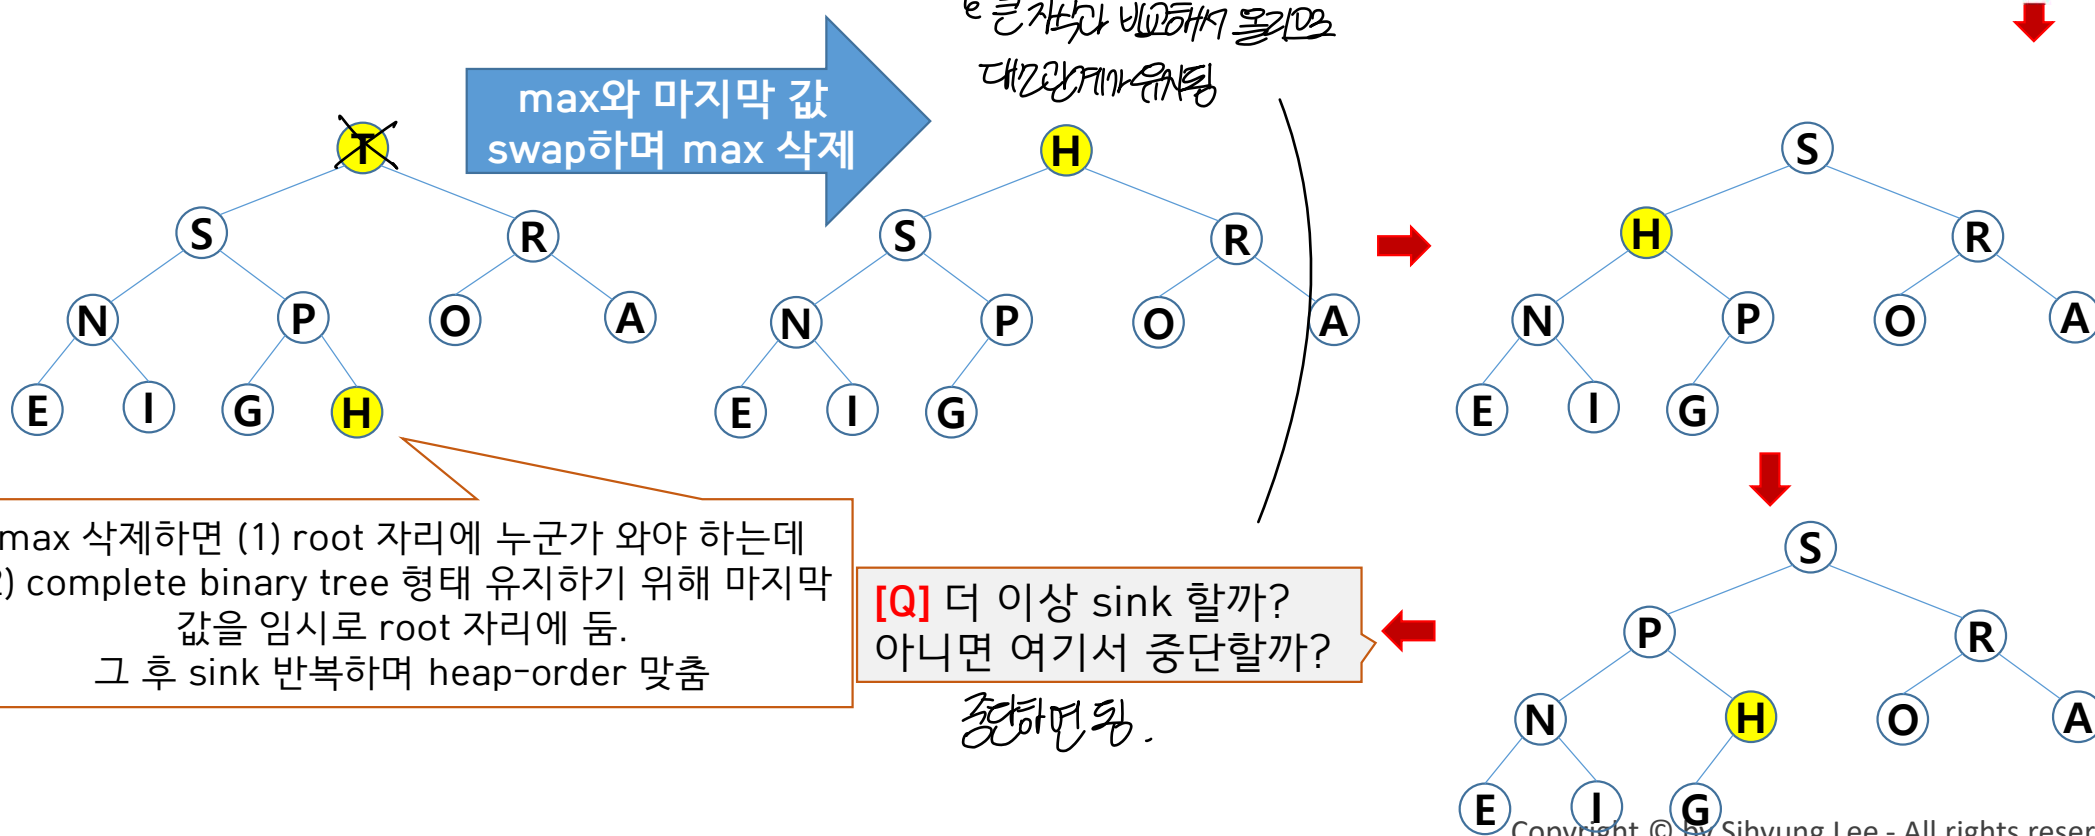 큰 자식과 비교해서 올리므로
대소관계가 유지됨
max와 마지막 값
swap하며 max 삭제
T
S R
N P O A
E I G H
H
S R
N P O A
E I G
S
H R
N P O A
E I G
max 삭제하면 (1) root 자리에 누군가 와야 하는데
2) complete binary tree 형태 유지하기 위해 마지막
값을 임시로 root 자리에 둠.
그 후 sink 반복하며 heap-order 맞춤
[Q] 더 이상 sink 할까?
아니면 여기서 중단할까?
중단하면 됨.
S
P R
N H O A
E I G
Copyright © by Sihyung Lee - All rights reser